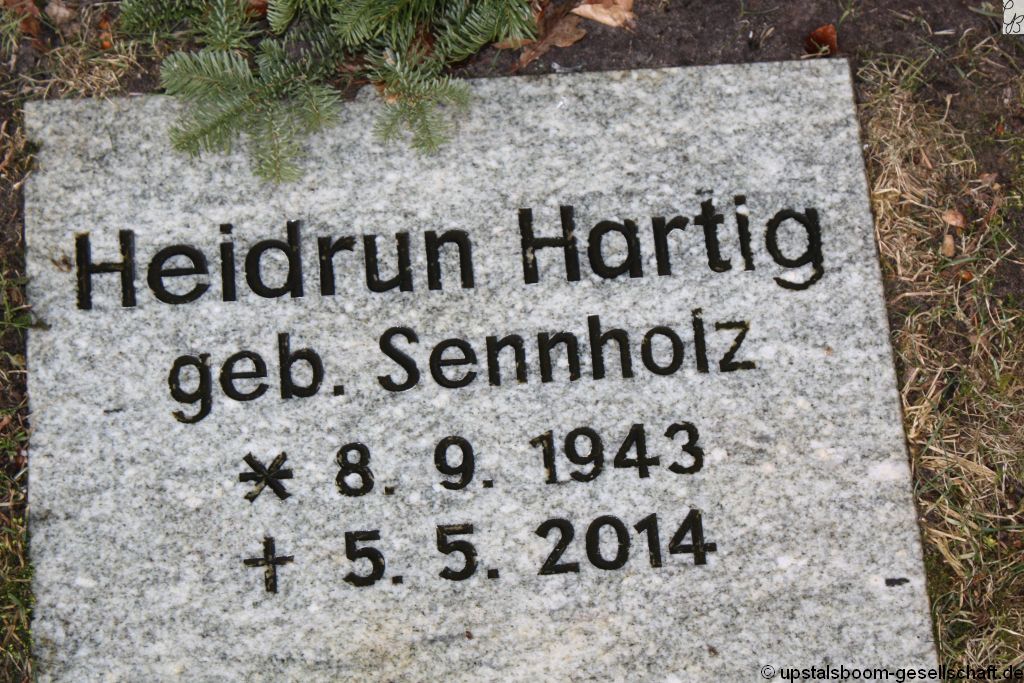 Heidrun Hartig
geb. Sennholz
* 8. 9. 1943
† 5. 5. 2014
© upstalsboom-gesellschaft.de